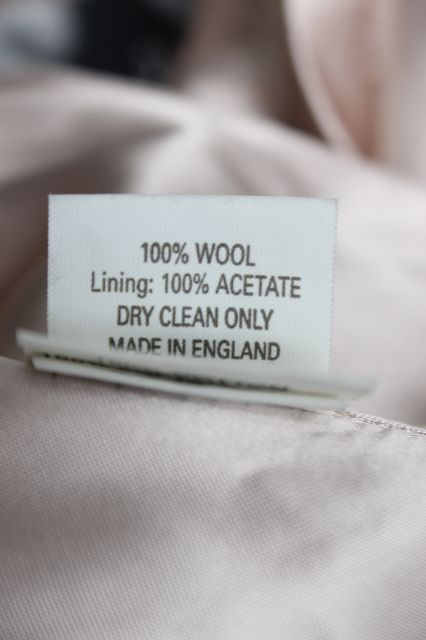 100% WOOL
Lining: 100% ACETATE
DRY CLEAN ONLY
MADE IN ENGLAND